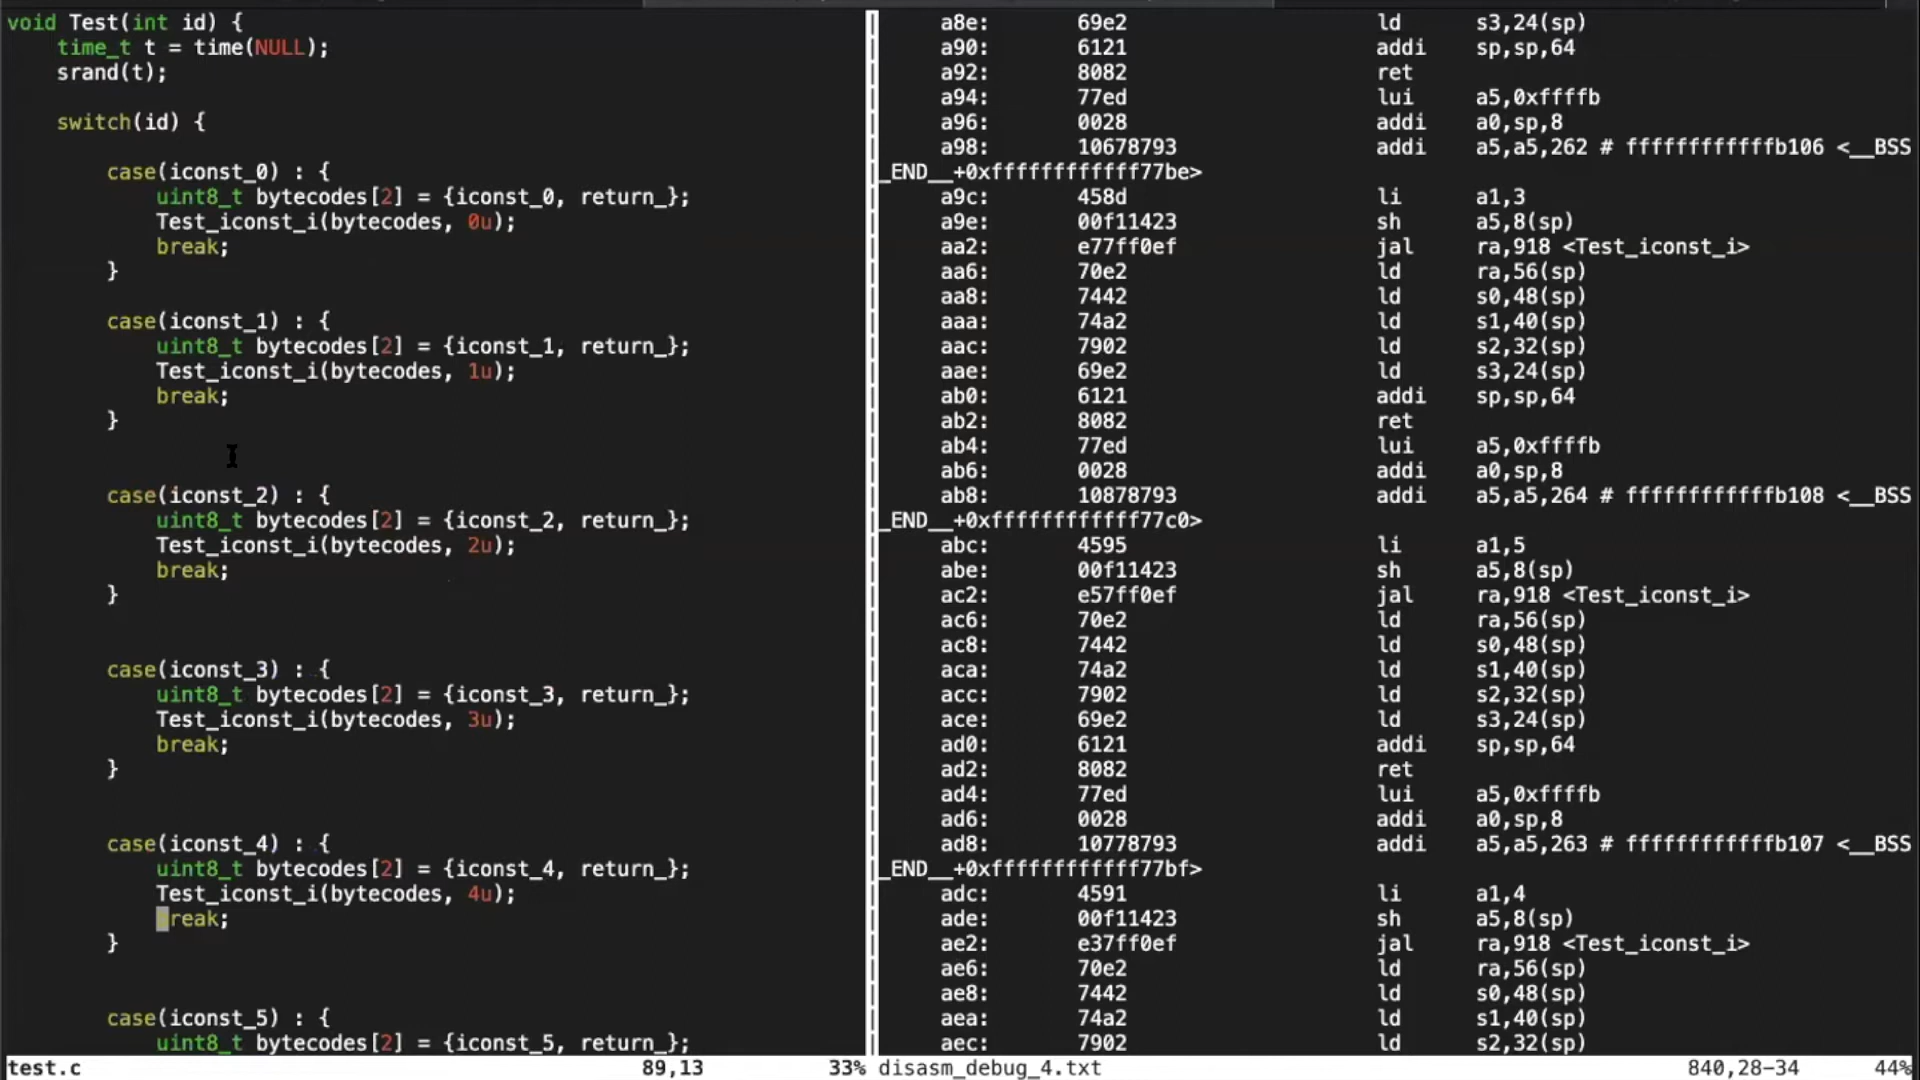 void Test(int id) {
    time_t t = time(NULL);
    srand(t);
    switch(id) {
        case(iconst_0) : {
            uint8_t bytecodes[2] = {iconst_0, return_};
            Test_iconst_i(bytecodes, 0u);
            break;
        }
        case(iconst_1) : {
            uint8_t bytecodes[2] = {iconst_1, return_};
            Test_iconst_i(bytecodes, 1u);
            break;
        }
        case(iconst_2) : {
            uint8_t bytecodes[2] = {iconst_2, return_};
            Test_iconst_i(bytecodes, 2u);
            break;
        }
        case(iconst_3) : {
            uint8_t bytecodes[2] = {iconst_3, return_};
            Test_iconst_i(bytecodes, 3u);
            break;
        }
        case(iconst_4) : {
            uint8_t bytecodes[2] = {iconst_4, return_};
            Test_iconst_i(bytecodes, 4u);
            break;
        }
        case(iconst_5) : {
            uint8_t bytecodes[2] = {iconst_5, return_};
test.c 89,13 33%
a8e: 69e2 ld s3,24(sp)
a90: 6121 addi sp,sp,64
a92: 8082 ret
a94: 77ed lui a5,0xffffb
a96: 0028 addi a0,sp,8
a98: 10678793 addi a5,a5,262 # ffffffffffffb106 <__BSS
_END__+0xffffffffffff77be>
a9c: 458d li a1,3
a9e: 00f11423 sh a5,8(sp)
aa2: e77ff0ef jal ra,918 <Test_iconst_i>
aa6: 70e2 ld ra,56(sp)
aa8: 7442 ld s0,48(sp)
aaa: 74a2 ld s1,40(sp)
aac: 7902 ld s2,32(sp)
aae: 69e2 ld s3,24(sp)
ab0: 6121 addi sp,sp,64
ab2: 8082 ret
ab4: 77ed lui a5,0xffffb
ab6: 0028 addi a0,sp,8
ab8: 10878793 addi a5,a5,264 # ffffffffffffb108 <__BSS
_END__+0xffffffffffff77c0>
abc: 4595 li a1,5
abe: 00f11423 sh a5,8(sp)
ac2: e57ff0ef jal ra,918 <Test_iconst_i>
ac6: 70e2 ld ra,56(sp)
ac8: 7442 ld s0,48(sp)
aca: 74a2 ld s1,40(sp)
acc: 7902 ld s2,32(sp)
ace: 69e2 ld s3,24(sp)
ad0: 6121 addi sp,sp,64
ad2: 8082 ret
ad4: 77ed lui a5,0xffffb
ad6: 0028 addi a0,sp,8
ad8: 10778793 addi a5,a5,263 # ffffffffffffb107 <__BSS
_END__+0xffffffffffff77bf>
adc: 4591 li a1,4
ade: 00f11423 sh a5,8(sp)
ae2: e37ff0ef jal ra,918 <Test_iconst_i>
ae6: 70e2 ld ra,56(sp)
ae8: 7442 ld s0,48(sp)
aea: 74a2 ld s1,40(sp)
aec: 7902 ld s2,32(sp)
disasm_debug_4.txt 840,28-34 44%